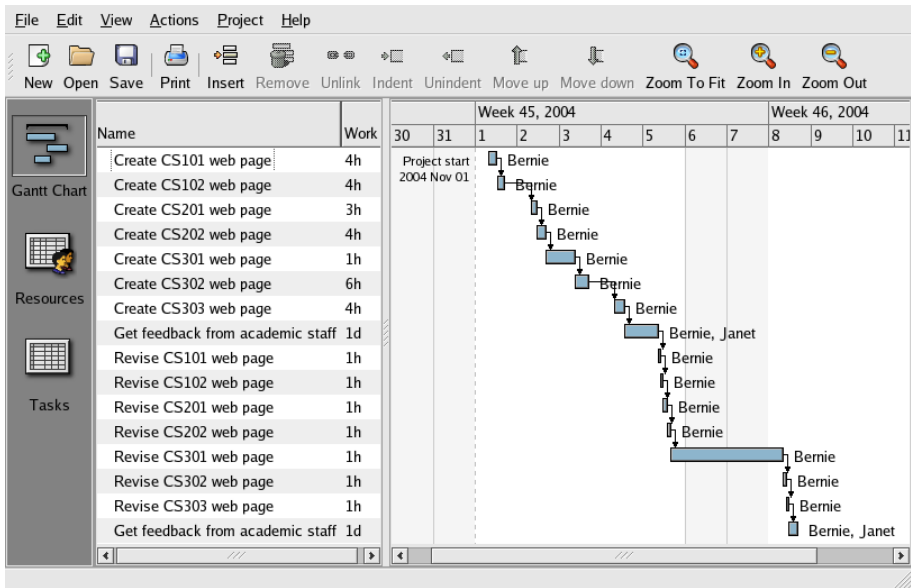 File Edit View Actions Project Help
New Open Save Print Insert Remove Unlink Indent Unindent Move up Move down Zoom To Fit Zoom In Zoom Out
Gantt Chart
Resources
Tasks
Name Work
Week 45, 2004 Week 46, 2004
30 31 1 2 3 4 5 6 7 8 9 10 11
Project start
2004 Nov 01
Create CS101 web page 4h Bernie
Create CS102 web page 4h Bernie
Create CS201 web page 3h Bernie
Create CS202 web page 4h Bernie
Create CS301 web page 1h Bernie
Create CS302 web page 6h Bernie
Create CS303 web page 4h Bernie
Get feedback from academic staff 1d Bernie, Janet
Revise CS101 web page 1h Bernie
Revise CS102 web page 1h Bernie
Revise CS201 web page 1h Bernie
Revise CS202 web page 1h Bernie
Revise CS301 web page 1h Bernie
Revise CS302 web page 1h Bernie
Revise CS303 web page 1h Bernie
Get feedback from academic staff 1d Bernie, Janet